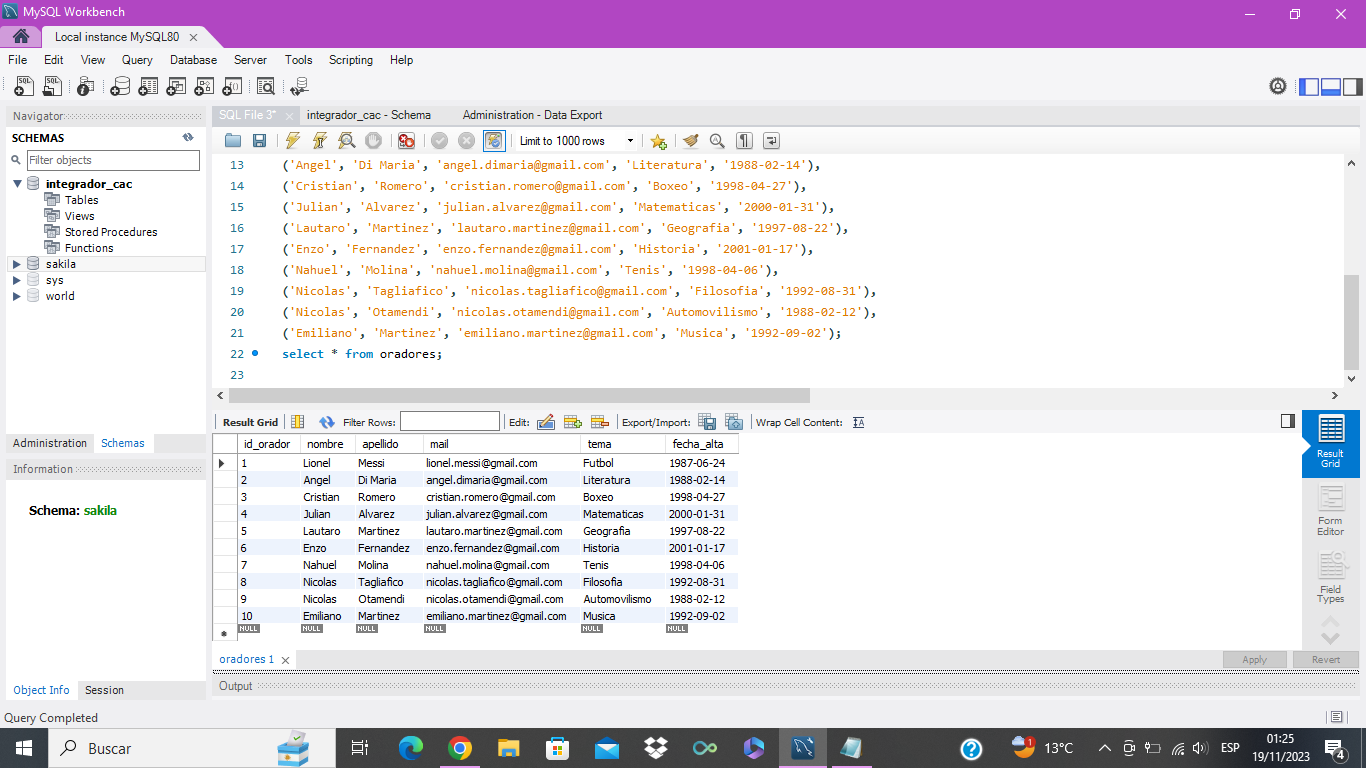 MySQL Workbench
Local instance MySQL80
File Edit View Query Database Server Tools Scripting Help
Navigator
SCHEMAS
Filter objects
integrador_cac
Tables
Views
Stored Procedures
Functions
sakila
sys
world
Administration Schemas
Information
Schema: sakila
Object Info Session
SQL File 3* integrador_cac - Schema Administration - Data Export
Limit to 1000 rows
13 ('Angel', 'Di Maria', 'angel.dimaria@gmail.com', 'Literatura', '1988-02-14'),
14 ('Cristian', 'Romero', 'cristian.romero@gmail.com', 'Boxeo', '1998-04-27'),
15 ('Julian', 'Alvarez', 'julian.alvarez@gmail.com', 'Matematicas', '2000-01-31'),
16 ('Lautaro', 'Martinez', 'lautaro.martinez@gmail.com', 'Geografia', '1997-08-22'),
17 ('Enzo', 'Fernandez', 'enzo.fernandez@gmail.com', 'Historia', '2001-01-17'),
18 ('Nahuel', 'Molina', 'nahuel.molina@gmail.com', 'Tenis', '1998-04-06'),
19 ('Nicolas', 'Tagliafico', 'nicolas.tagliafico@gmail.com', 'Filosofia', '1992-08-31'),
20 ('Nicolas', 'Otamendi', 'nicolas.otamendi@gmail.com', 'Automovilismo', '1988-02-12'),
21 ('Emiliano', 'Martinez', 'emiliano.martinez@gmail.com', 'Musica', '1992-09-02');
22 select * from oradores;
23
Result Grid Filter Rows: Edit: Export/Import: Wrap Cell Content:
id_orador nombre apellido mail tema fecha_alta
1 Lionel Messi lionel.messi@gmail.com Futbol 1987-06-24
2 Angel Di Maria angel.dimaria@gmail.com Literatura 1988-02-14
3 Cristian Romero cristian.romero@gmail.com Boxeo 1998-04-27
4 Julian Alvarez julian.alvarez@gmail.com Matematicas 2000-01-31
5 Lautaro Martinez lautaro.martinez@gmail.com Geografia 1997-08-22
6 Enzo Fernandez enzo.fernandez@gmail.com Historia 2001-01-17
7 Nahuel Molina nahuel.molina@gmail.com Tenis 1998-04-06
8 Nicolas Tagliafico nicolas.tagliafico@gmail.com Filosofia 1992-08-31
9 Nicolas Otamendi nicolas.otamendi@gmail.com Automovilismo 1988-02-12
10 Emiliano Martinez emiliano.martinez@gmail.com Musica 1992-09-02
NULL NULL NULL NULL NULL NULL
Result
Grid
Form
Editor
Field
Types
oradores 1 Apply Revert
Output
Query Completed
Buscar
1 13°C ESP
01:25
19/11/2023
4